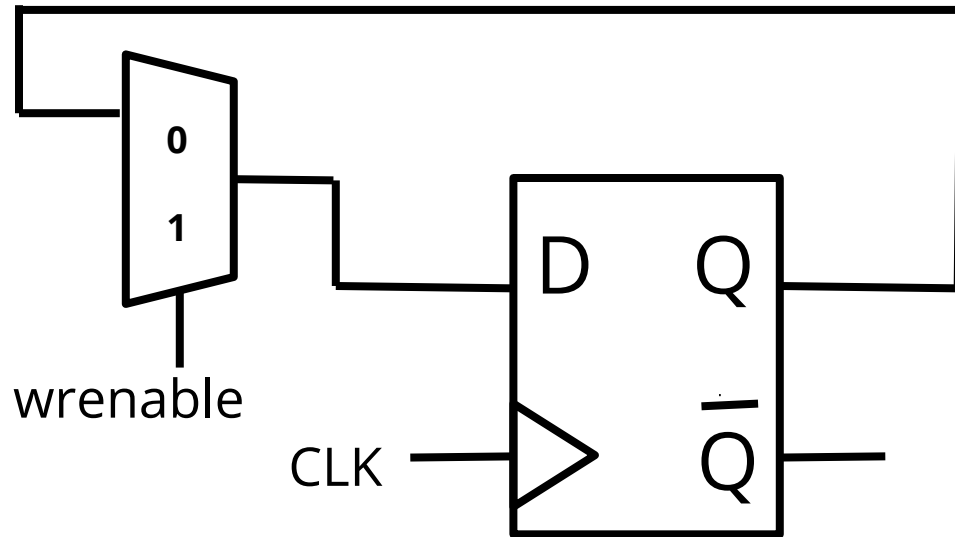 0
1
D Q
wrenable
CLK
Q